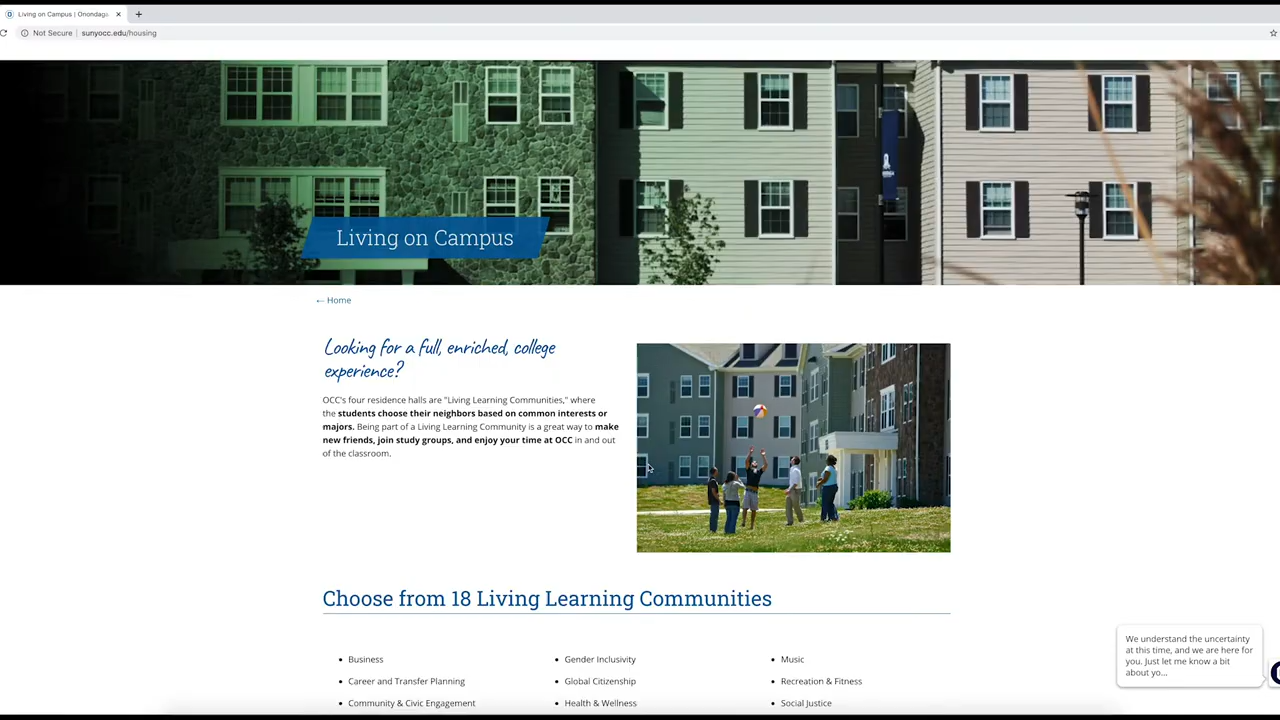 Living on Campus | Onondaga
Not Secure | sunyocc.edu/housing
Living on Campus
← Home
Looking for a full, enriched, college
experience?
OCC's four residence halls are "Living Learning Communities," where
the students choose their neighbors based on common interests or
majors. Being part of a Living Learning Community is a great way to make
new friends, join study groups, and enjoy your time at OCC in and out
of the classroom.
Choose from 18 Living Learning Communities
Business
Career and Transfer Planning
Community & Civic Engagement
Gender Inclusivity
Global Citizenship
Health & Wellness
Music
Recreation & Fitness
Social Justice
We understand the uncertainty
at this time, and we are here for
you. Just let me know a bit
about yo...